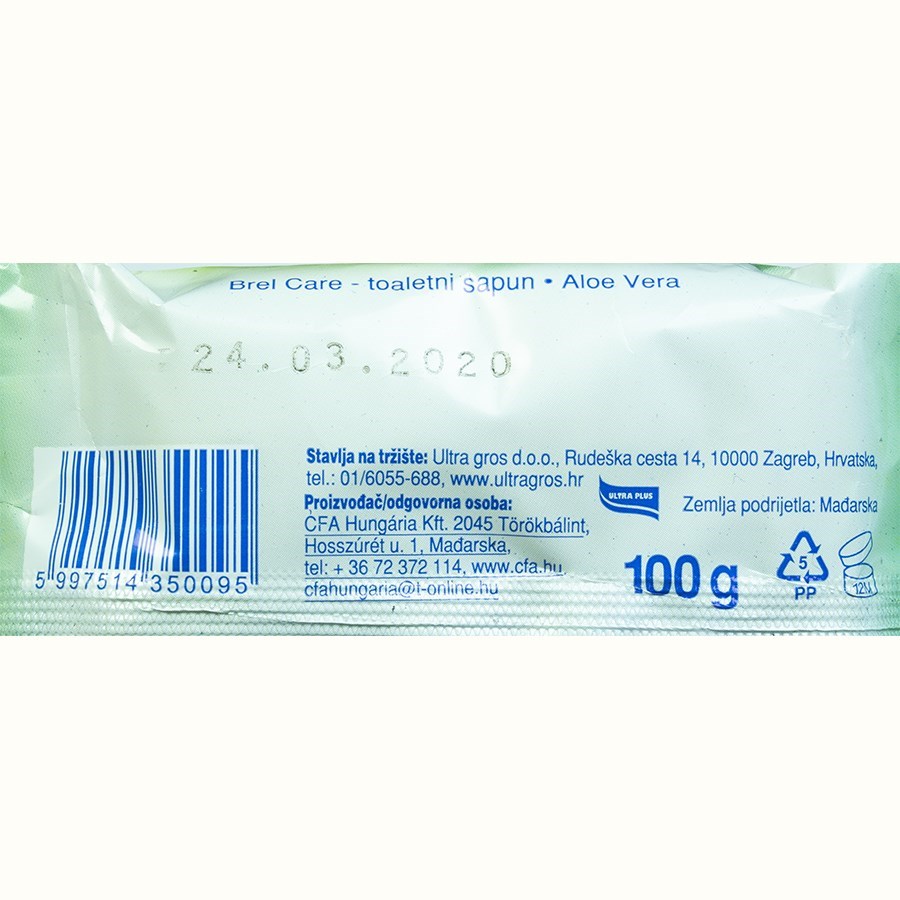 Brel Care - toaletni sapun • Aloe Vera
24.03.2020
Stavlja na tržište: Ultra gros d.o.o., Rudeška cesta 14, 10000 Zagreb, Hrvatska,
tel.: 01/6055-688, www.ultragros.hr
ULTRA PLUS
Zemlja podrijetla: Mađarska
Proizvođač/odgovorna osoba:
CFA Hungária Kft. 2045 Törökbálint,
Hosszúrét u. 1, Mađarska,
tel: + 36 72 372 114, www.cfa.hu
cfahungaria@t-online.hu
5 997514 350095
100 g
5
PP
12M